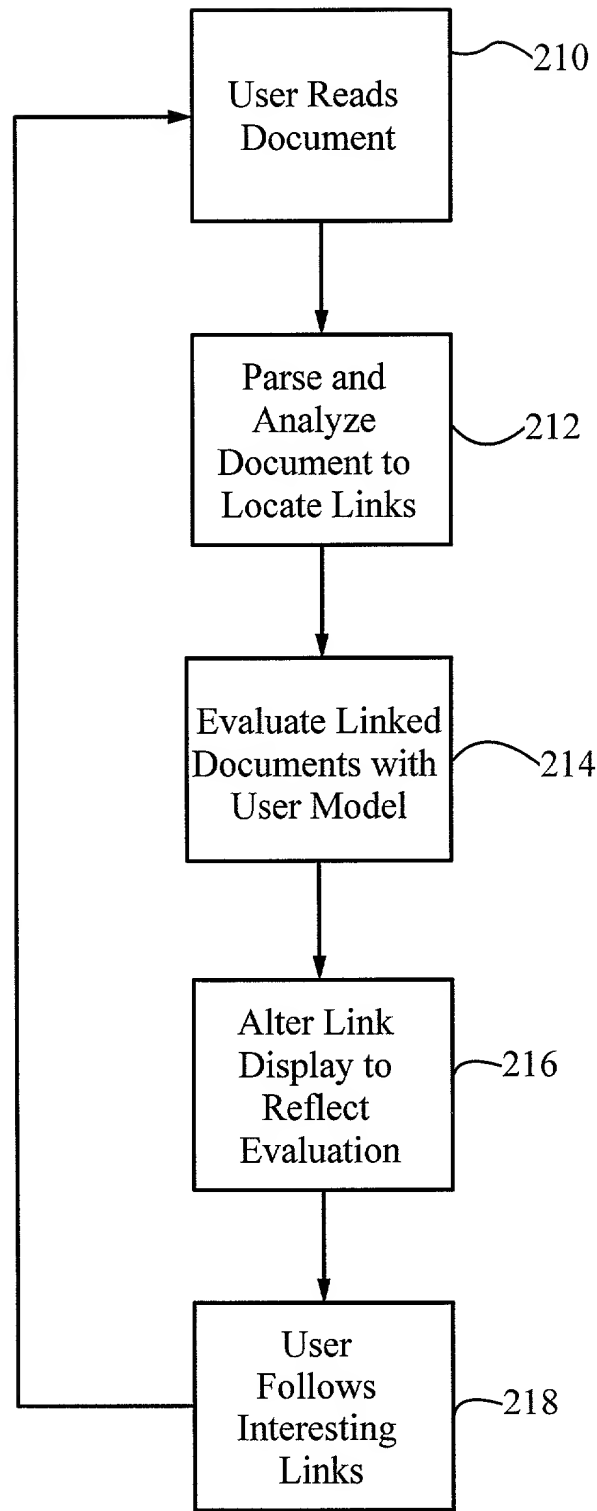 User Reads
Document
210
Parse and
Analyze
Document to
Locate Links
212
Evaluate Linked
Documents with
User Model
214
Alter Link
Display to
Reflect
Evaluation
216
User
Follows
Interesting
Links
218